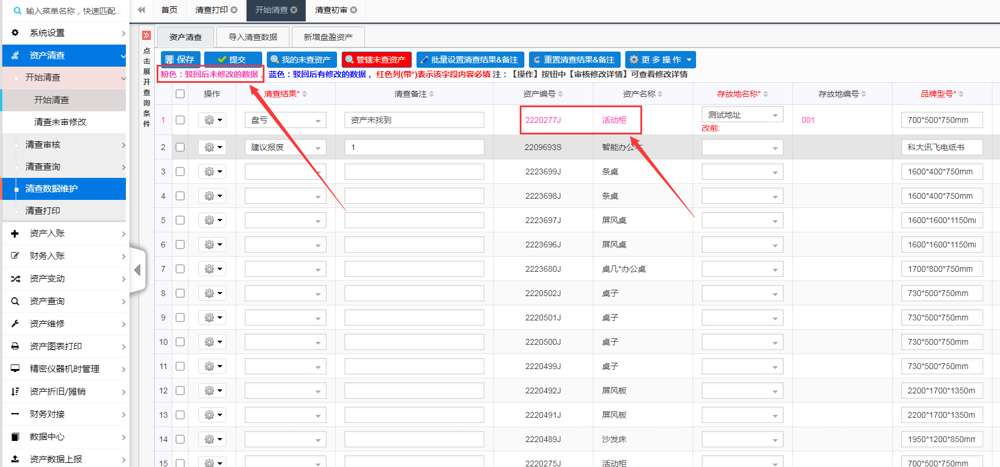 输入菜单名称，快速匹配...
首页
清查打印
开始清查
清查初审
系统设置
资产清查
开始清查
开始清查
清查未审修改
清查审核
清查查询
清查数据维护
清查打印
资产入账
财务入账
资产变动
资产查询
资产维修
资产图表打印
精密仪器机时管理
资产折旧/摊销
财务对接
数据中心
资产数据上报
点击展开查询条件
资产清查
导入清查数据
新增盘盈资产
保存
提交
我的未查资产
管辖未查资产
批量设置清查结果&备注
重置清查结果&备注
更多操作
粉色：驳回后未修改的数据，蓝色：驳回后有修改的数据，红色列(带*)表示该字段内容必填 注：【操作】按钮中【审核修改详情】可查看修改详情
操作 清查结果* 清查备注 资产编号 资产名称 存放地名称* 存放地编号 品牌型号*
1 盘亏 资产未找到 2220277J 活动柜 测试地址 001 700*500*750mm
改前:
2 建议报废 1 2209693S 智能办公 科大讯飞电纸书
3 2223699J 条桌 1600*400*750mm
4 2223698J 条桌 1600*400*750mm
5 2223697J 屏风桌 1600*1600*1150m
6 2223696J 屏风桌 1600*1600*1150m
7 2223680J 桌几*办公桌 1700*800*750mm
8 2220502J 桌子 730*500*750mm
9 2220501J 桌子 730*500*750mm
10 2220500J 桌子 730*500*750mm
11 2220499J 桌子 730*500*750mm
12 2220492J 屏风板 2200*1700*1350m
13 2220491J 屏风板 2200*1700*1350m
14 2220489J 沙发床 1950*1200*850mm
15 2220275J 活动柜 700*500*750mm